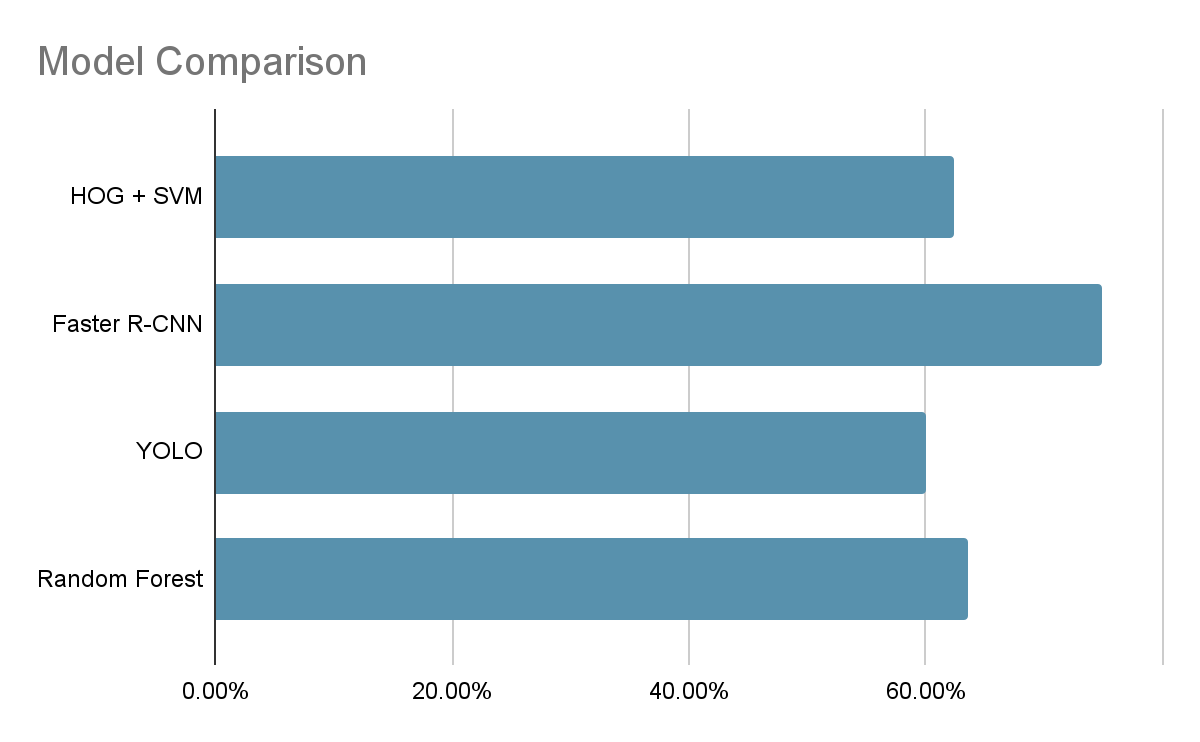 Model Comparison
HOG + SVM
Faster R-CNN
YOLO
Random Forest
0.00%
20.00%
40.00%
60.00%